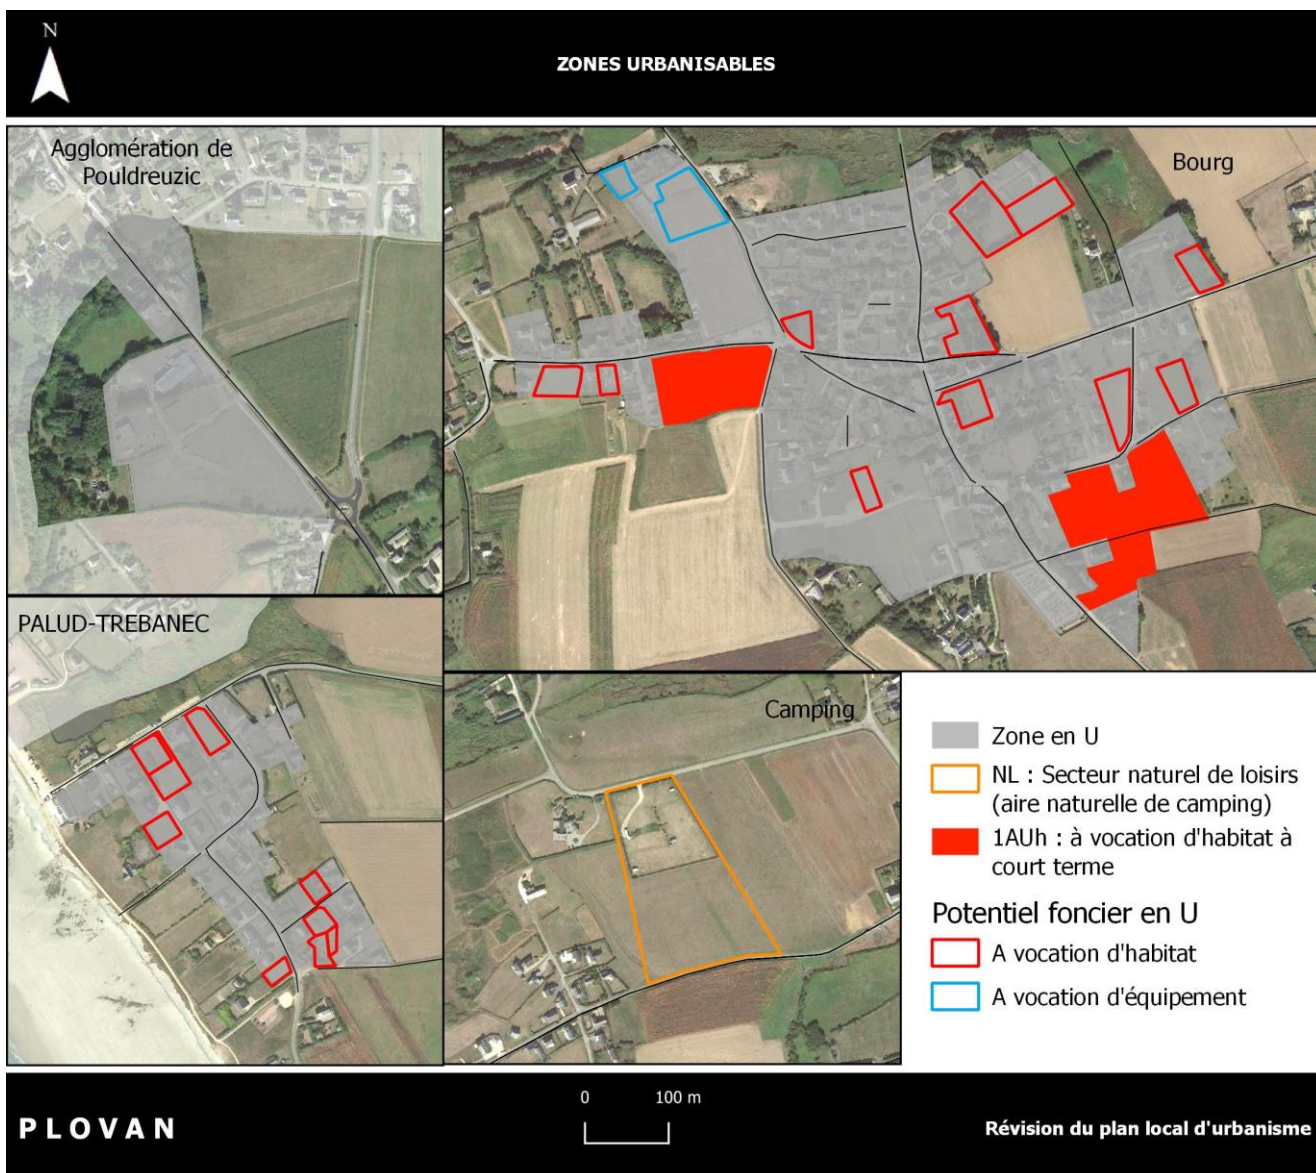 N
ZONES URBANISABLES
Agglomération de
Pouldreuzic
Bourg
PALUD-TREBANEC
Camping
Zone en U
NL : Secteur naturel de loisirs
(aire naturelle de camping)
1AUh : à vocation d'habitat à
court terme
Potentiel foncier en U
A vocation d'habitat
A vocation d'équipement
0 100 m
PLOVAN
Révision du plan local d'urbanisme